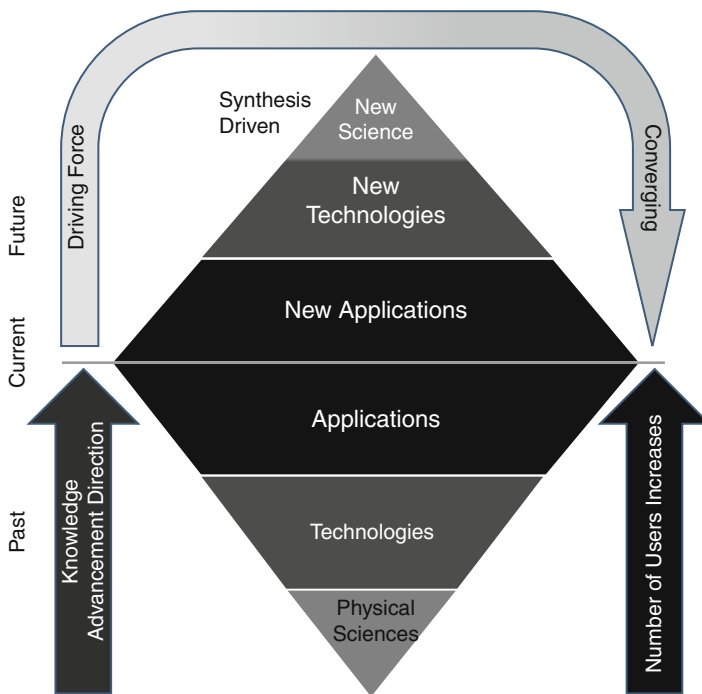 Synthesis
Driven
New
Science
New
Technologies
New Applications
Applications
Technologies
Physical
Sciences
Driving Force
Converging
Future
Current
Past
Knowledge
Advancement Direction
Number of Users Increases